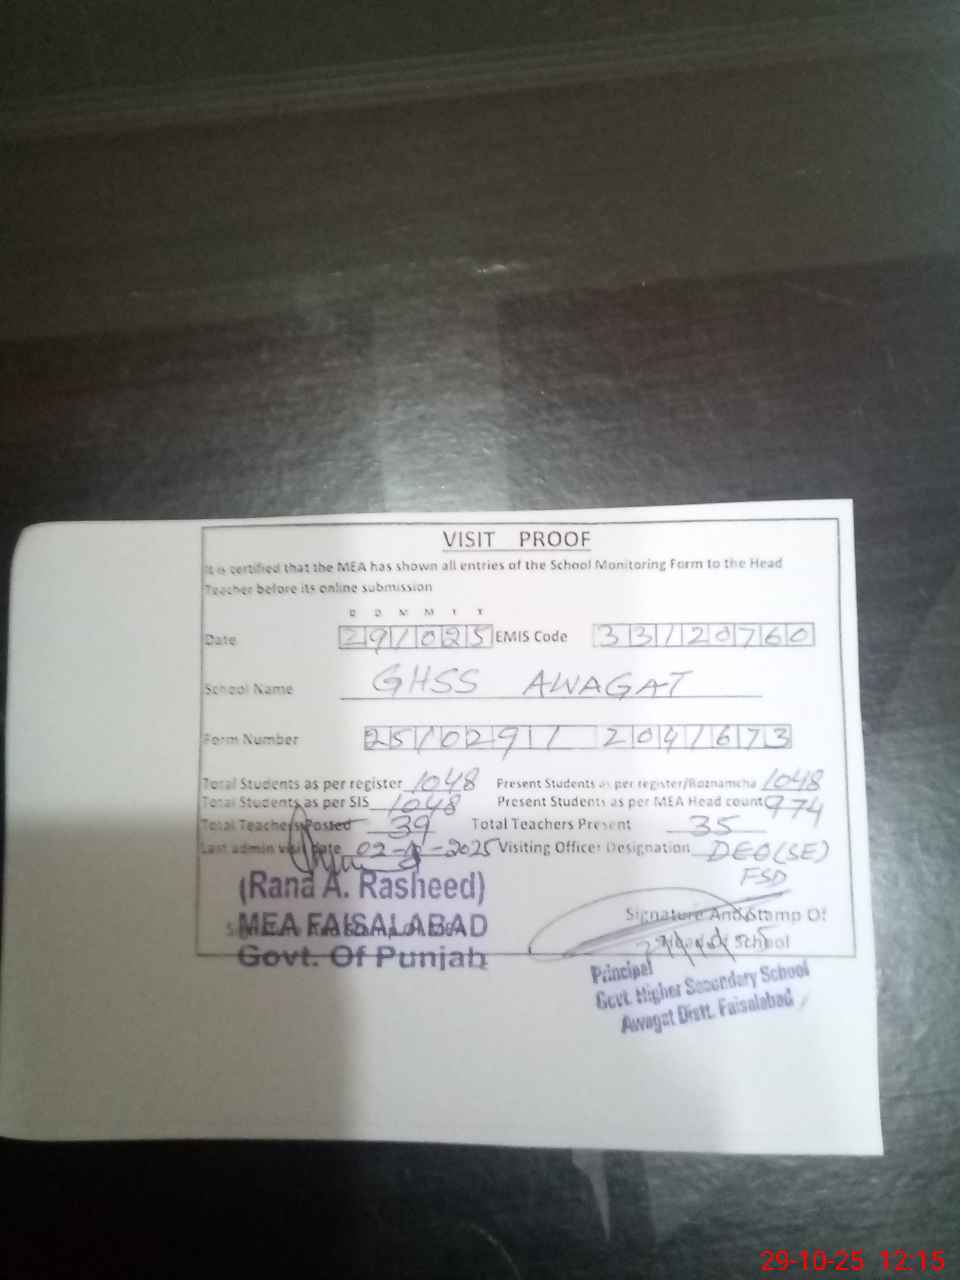 VISIT PROOF
It is certified that the MEA has shown all entries of the School Monitoring Form to the Head
Teacher before its online submission
D D M M Y Y
Date 291025 EMIS Code 33120760
School Name GHSS AWAGAT
Form Number 2510291 2041673
Total Students as per register 1048 Present Students as per register/Roznamcha 1048
Total Students as per SIS 1048 Present Students as per MEA Head count 974
Total Teachers Posted 39 Total Teachers Present 35
Last admin visit date 02- -2025 Visiting Officer Designation DEO(SE)
FSD
(Rana A. Rasheed)
MEA FAISALABAD
Govt. Of Punjab
Signature And Stamp Of
Head of School
Principal
Govt. Higher Secondary School
Awagat Distt. Faisalabad
29-10-25 12:15